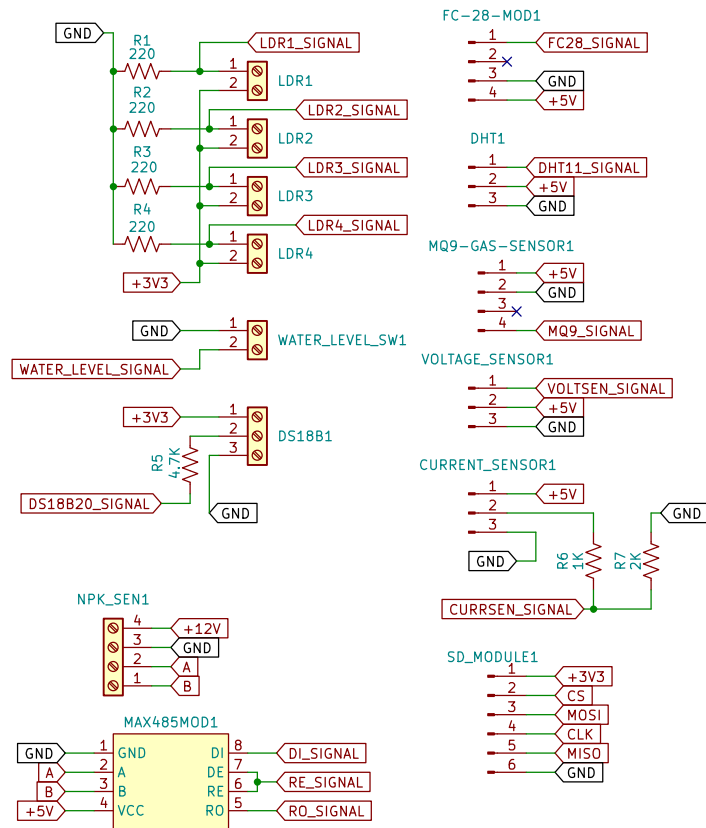 GND
R1
220
LDR1_SIGNAL
1
2
LDR1
R2
220
LDR2_SIGNAL
1
2
LDR2
R3
220
LDR3_SIGNAL
1
2
LDR3
R4
220
LDR4_SIGNAL
1
2
LDR4
+3V3
GND
1
2
WATER_LEVEL_SW1
WATER_LEVEL_SIGNAL
+3V3
1
2
3
DS18B1
R5
4.7K
DS18B20_SIGNAL
GND
NPK_SEN1
4
+12V
3
GND
2
A
1
B
MAX485MOD1
GND
1
GND
DI
8
DI_SIGNAL
A
2
A
DE
7
RE_SIGNAL
B
3
B
RE
6
+5V
4
VCC
RO
5
RO_SIGNAL
FC-28-MOD1
1
FC28_SIGNAL
2
3
GND
4
+5V
DHT1
1
DHT11_SIGNAL
2
+5V
3
GND
MQ9-GAS-SENSOR1
1
+5V
2
GND
3
4
MQ9_SIGNAL
VOLTAGE_SENSOR1
1
VOLTSEN_SIGNAL
2
+5V
3
GND
CURRENT_SENSOR1
1
+5V
2
3
GND
GND
R6
1K
R7
2K
CURRSEN_SIGNAL
SD_MODULE1
1
+3V3
2
CS
3
MOSI
4
CLK
5
MISO
6
GND